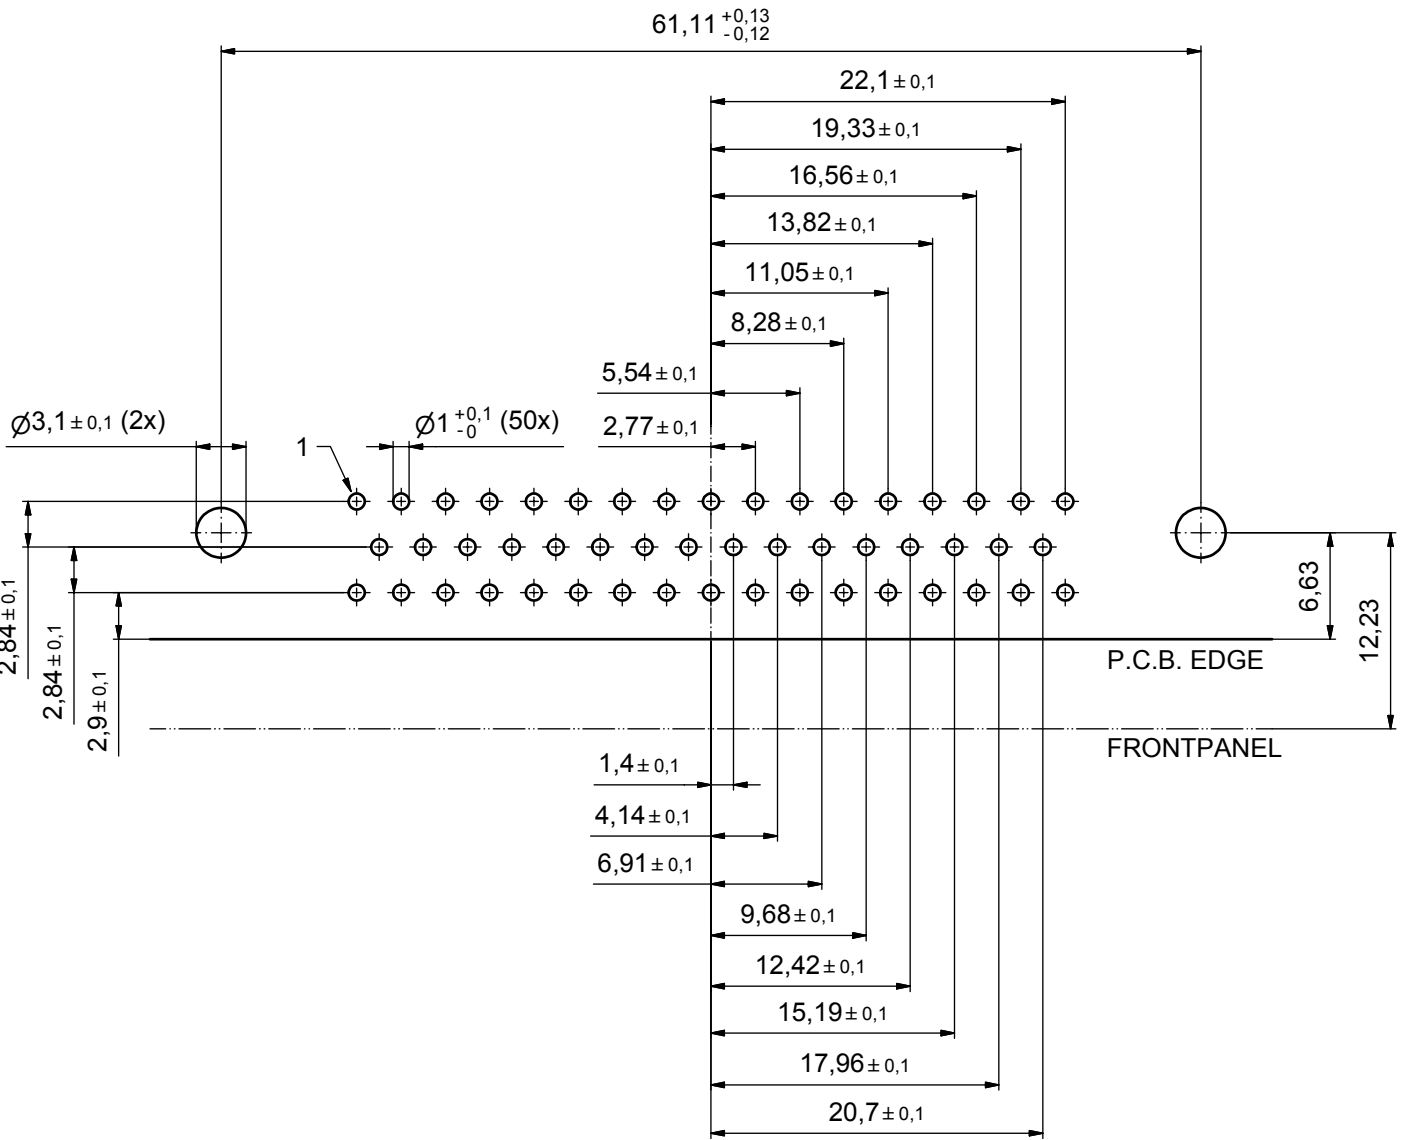 61,11 +0,13 -0,12
22,1 ± 0,1
19,33 ± 0,1
16,56 ± 0,1
13,82 ± 0,1
11,05 ± 0,1
8,28 ± 0,1
5,54 ± 0,1
Ø3,1 ± 0,1 (2x)
Ø1 +0,1 -0 (50x)
2,77 ± 0,1
1
2,84 ± 0,1
2,84 ± 0,1
2,9 ± 0,1
6,63
12,23
P.C.B. EDGE
FRONTPANEL
1,4 ± 0,1
4,14 ± 0,1
6,91 ± 0,1
9,68 ± 0,1
12,42 ± 0,1
15,19 ± 0,1
17,96 ± 0,1
20,7 ± 0,1